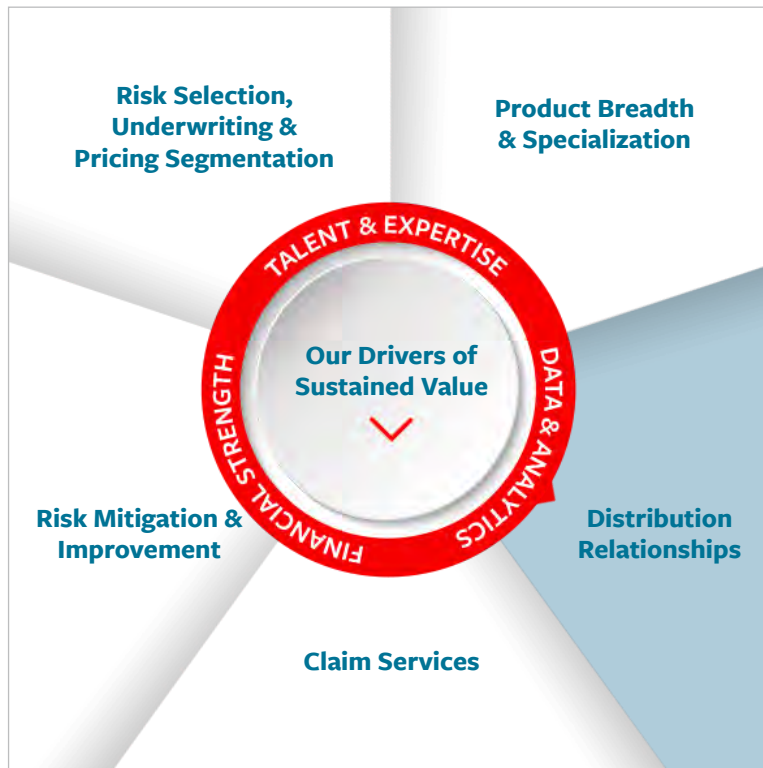 Risk Selection,
Underwriting &
Pricing Segmentation
Product Breadth
& Specialization
TALENT & EXPERTISE
Our Drivers of
Sustained Value
DATA & ANALYTICS
FINANCIAL STRENGTH
Risk Mitigation &
Improvement
Distribution
Relationships
Claim Services